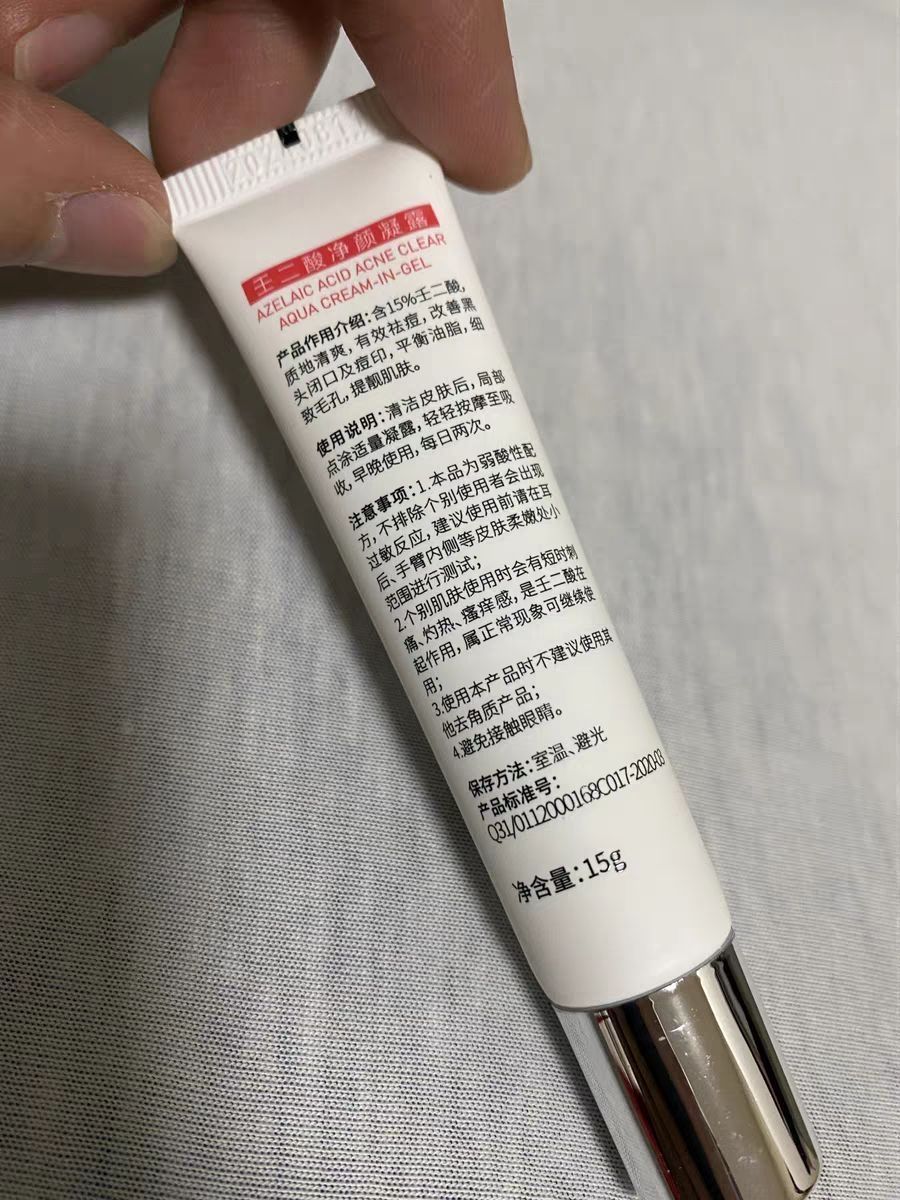 壬二酸净颜凝露
AZELAIC ACID ACNE CLEAR
AQUA CREAM-IN-GEL
产品作用介绍:含15%壬二酸,
质地清爽,有效祛痘,改善黑
头闭口及痘印,平衡油脂,细
致毛孔,提靓肌肤。
使用说明:清洁皮肤后,局部
点涂适量凝露,轻轻按摩至吸
收,早晚使用,每日两次。
注意事项:1.本品为弱酸性配
方,不排除个别使用者会出现
过敏反应,建议使用前请在耳
后、手臂内侧等皮肤柔嫩处小
范围进行测试;
2.个别肌肤使用时会有短时刺
痛、灼热、瘙痒感,是壬二酸在
起作用,属正常现象可继续使
用;
3.使用本产品时不建议使用其
他去角质产品;
4.避免接触眼睛。
保存方法:室温、避光
产品标准号:
Q31/0112000168C017-2020-03
净含量:15g